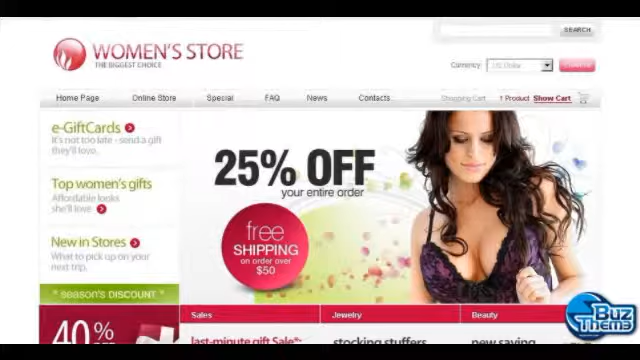 WOMEN'S STORE
THE BIGGEST CHOICE
SEARCH
Currency:
US Dollar
Home Page
Online Store
Special
FAQ
News
Contacts
Shopping Cart
1 Product
Show Cart
e-GiftCards
It's not too late - send a gift
they'll love.
Top women's gifts
Affordable looks
she'll love.
New in Stores
What to pick up on your
next trip.
* season's DISCOUNT *
40% OFF
25% OFF
your entire order
free
SHIPPING
on order over
$50
Sales
Jewelry
Beauty
last-minute gift Sale*:
stocking stuffers
new saving
Buz
Them3